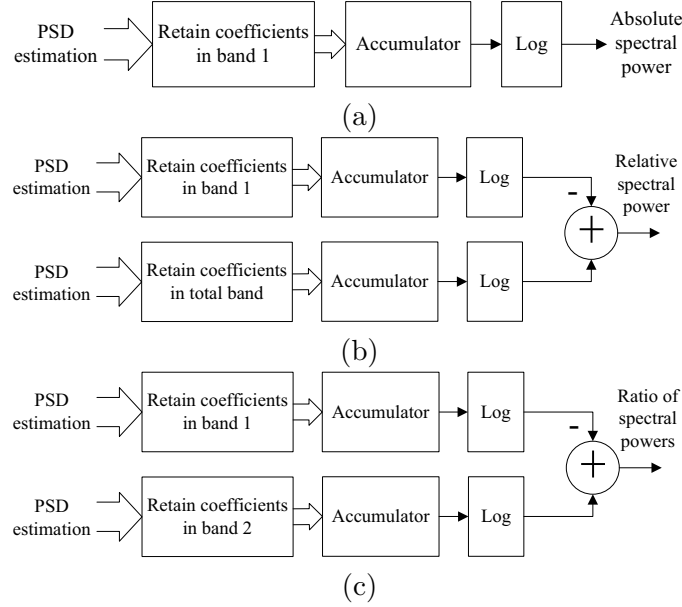 PSD
estimation
Retain coefficients
in band 1
Accumulator
Log
Absolute
spectral
power
(a)
PSD
estimation
Retain coefficients
in band 1
Accumulator
Log
-
Relative
spectral
power
+
PSD
estimation
Retain coefficients
in total band
Accumulator
Log
(b)
PSD
estimation
Retain coefficients
in band 1
Accumulator
Log
-
Ratio of
spectral
powers
+
PSD
estimation
Retain coefficients
in band 2
Accumulator
Log
(c)